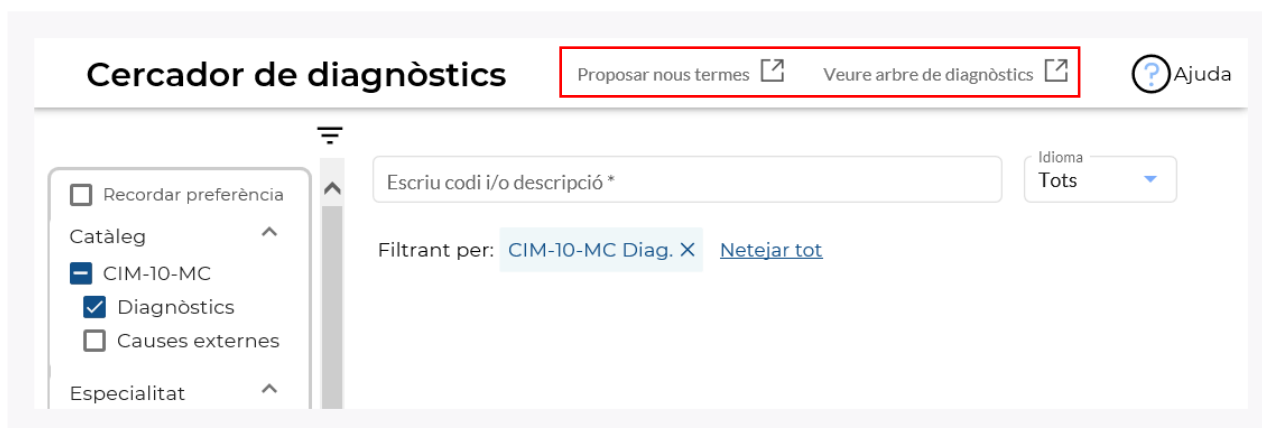 Cercador de diagnòstics
Proposar nous termes
Veure arbre de diagnòstics
?
Ajuda
Recordar preferència
Catàleg
CIM-10-MC
Diagnòstics
Causes externes
Especialitat
Escriu codi i/o descripció *
Idioma
Tots
Filtrant per: CIM-10-MC Diag. X Netejar tot